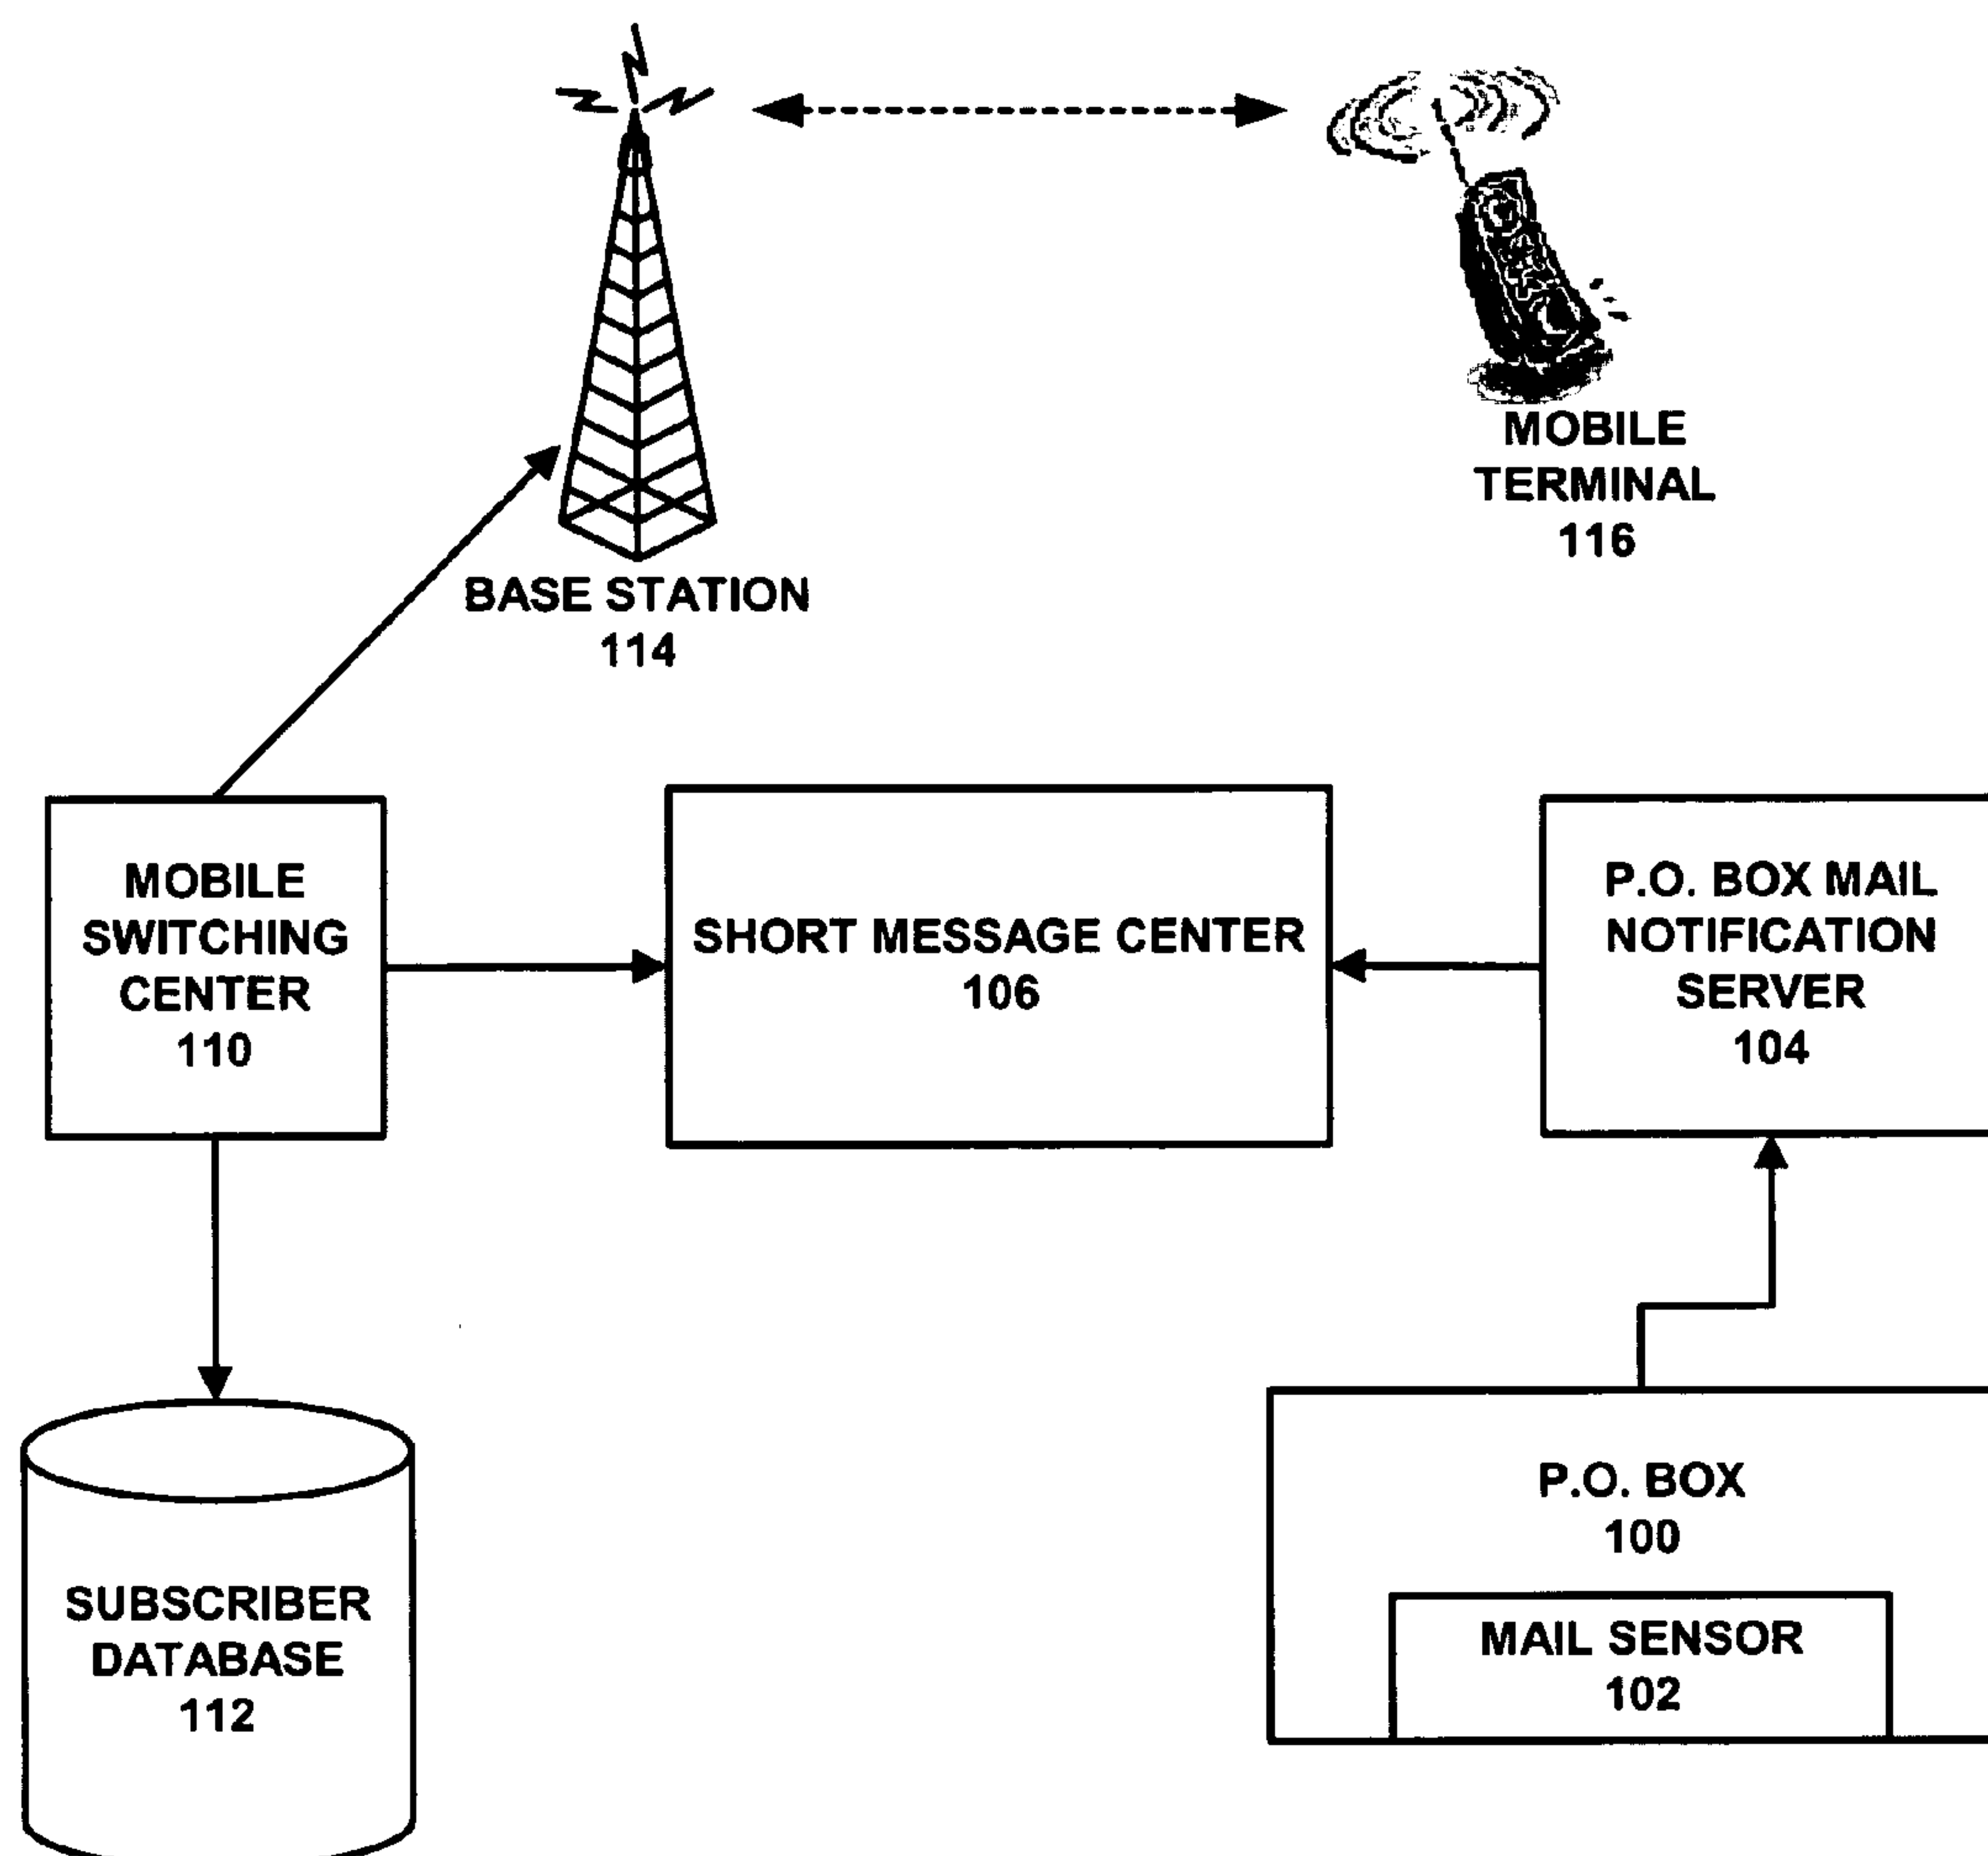 MOBILE
TERMINAL
116
BASE STATION
114
MOBILE
SWITCHING
CENTER
110
SHORT MESSAGE CENTER
106
P.O. BOX MAIL
NOTIFICATION
SERVER
104
SUBSCRIBER
DATABASE
112
P.O. BOX
100
MAIL SENSOR
102